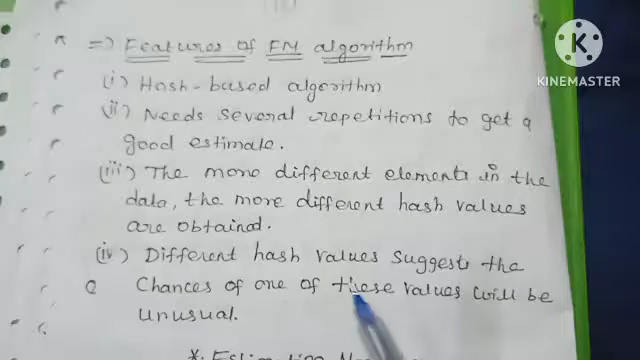 => Features of FM algorithm
(i) Hash-based algorithm
(ii) Needs several repetitions to get a
good estimate.
(iii) The more different elements in the
data, the more different hash values
are obtained.
(iv) Different hash values suggests the
Chances of one of these values will be
unusual.
K
KINEMASTER